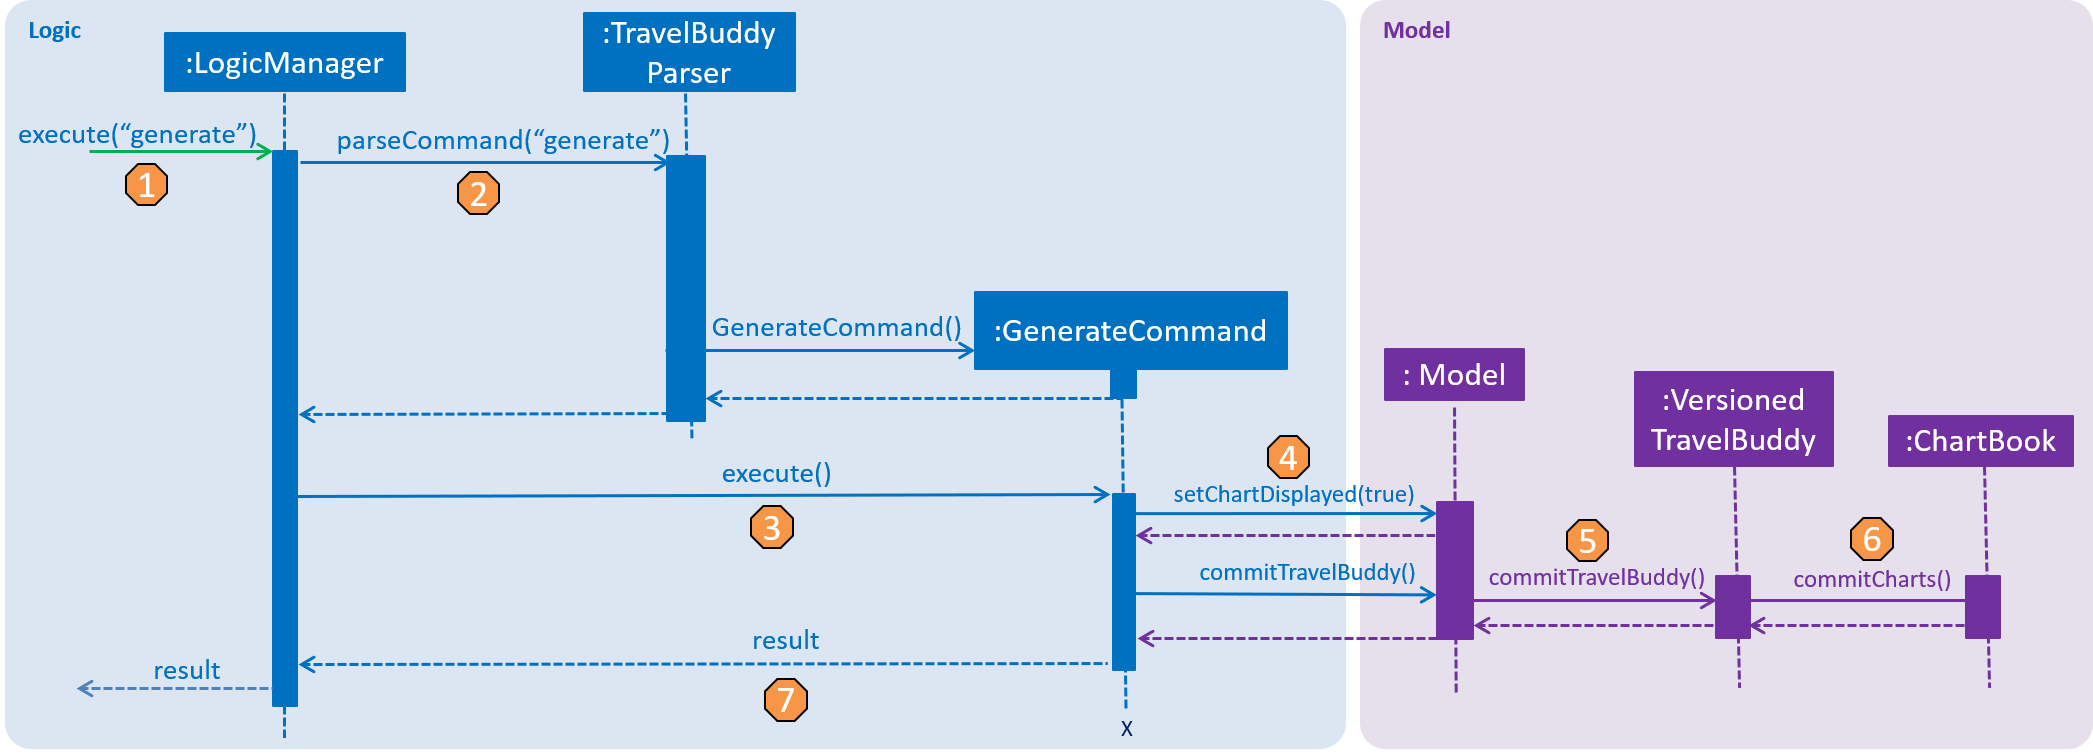 Logic
Model
:LogicManager
:TravelBuddy
Parser
execute(“generate”)
1
parseCommand(“generate”)
2
GenerateCommand()
:GenerateCommand
: Model
:Versioned
TravelBuddy
:ChartBook
execute()
3
4
setChartDisplayed(true)
commitTravelBuddy()
5
commitTravelBuddy()
6
commitCharts()
result
7
result
X